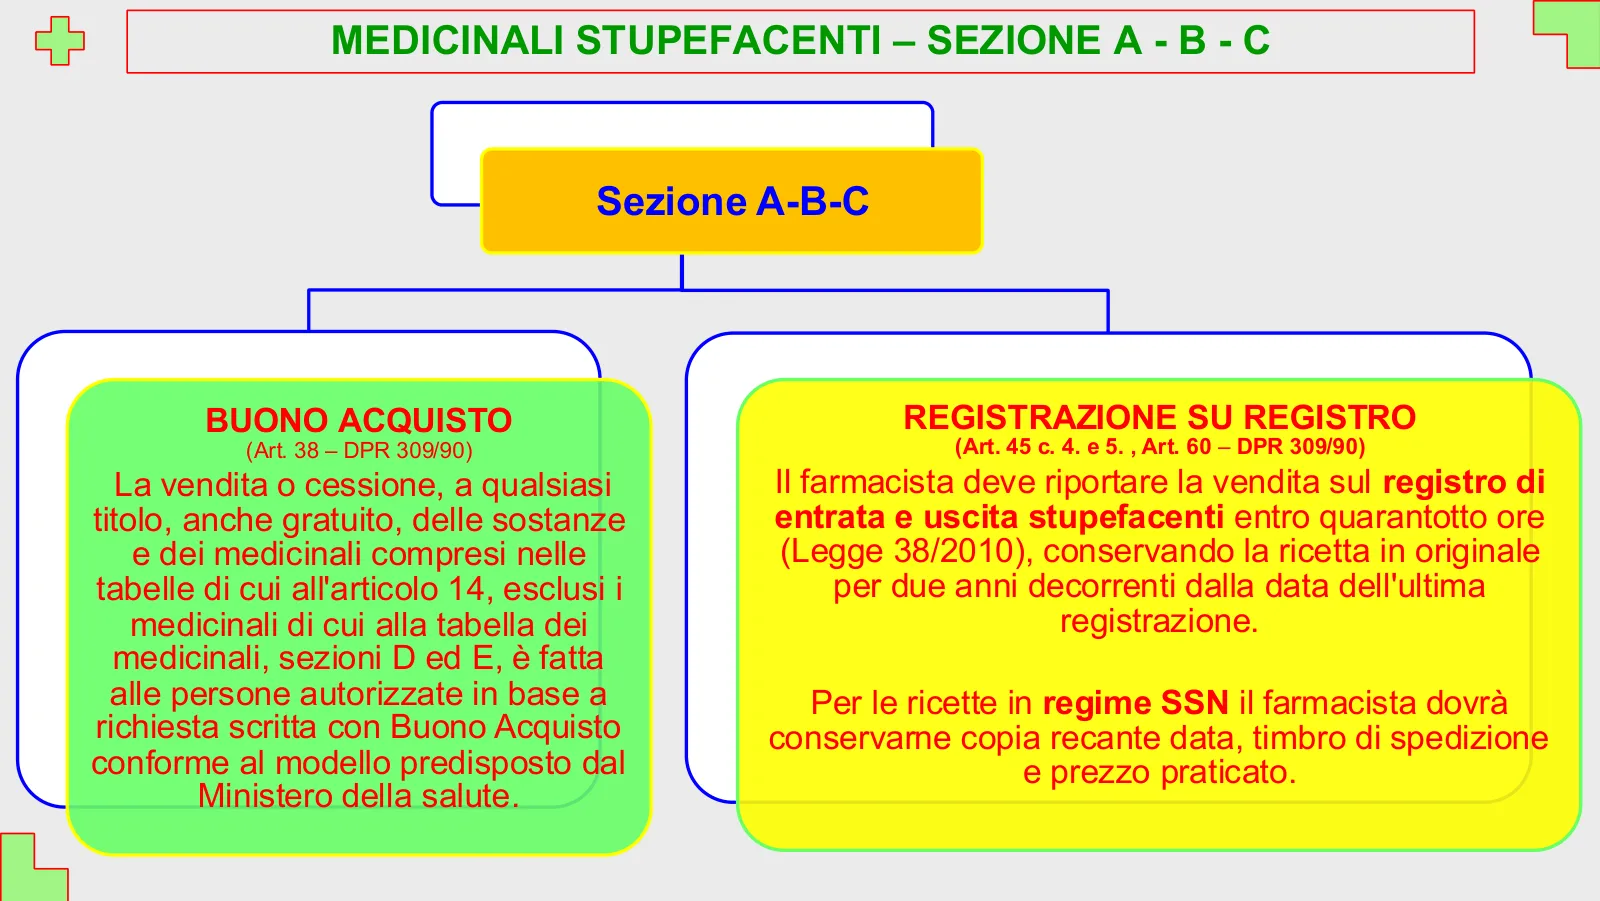 MEDICINALI STUPEFACENTI – SEZIONE A - B - C
Sezione A-B-C
BUONO ACQUISTO
(Art. 38 – DPR 309/90)
La vendita o cessione, a qualsiasi
titolo, anche gratuito, delle sostanze
e dei medicinali compresi nelle
tabelle di cui all'articolo 14, esclusi i
medicinali di cui alla tabella dei
medicinali, sezioni D ed E, è fatta
alle persone autorizzate in base a
richiesta scritta con Buono Acquisto
conforme al modello predisposto dal
Ministero della salute.
REGISTRAZIONE SU REGISTRO
(Art. 45 c. 4. e 5. , Art. 60 – DPR 309/90)
Il farmacista deve riportare la vendita sul registro di
entrata e uscita stupefacenti entro quarantotto ore
(Legge 38/2010), conservando la ricetta in originale
per due anni decorrenti dalla data dell'ultima
registrazione.
Per le ricette in regime SSN il farmacista dovrà
conservarne copia recante data, timbro di spedizione
e prezzo praticato.